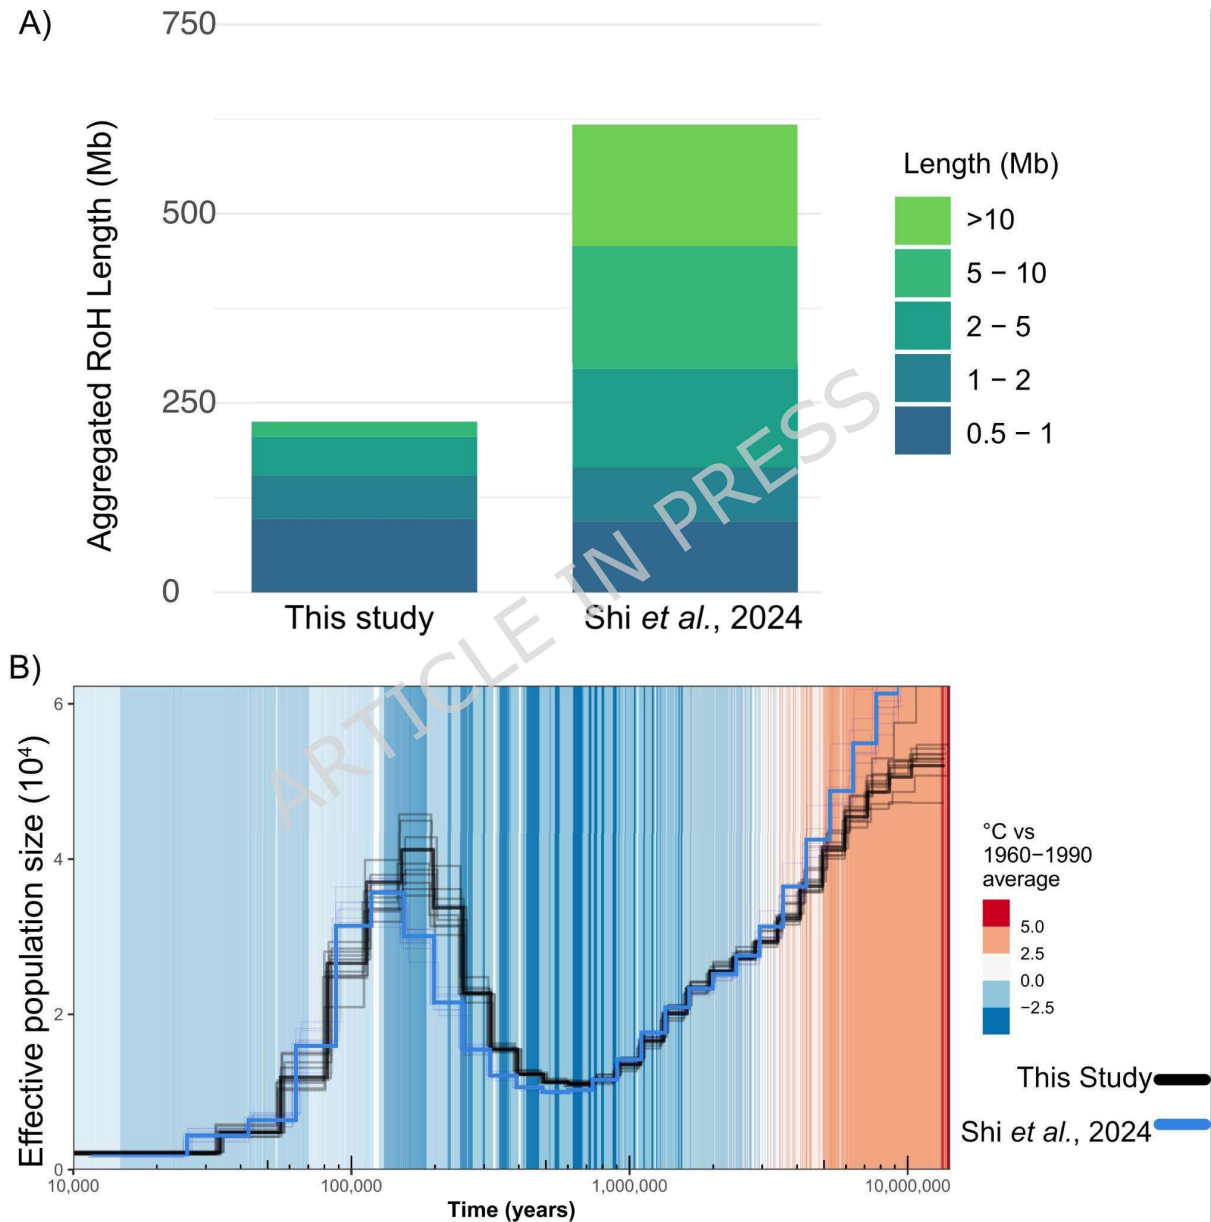 A)
Aggregated RoH Length (Mb)
750
500
250
0
This study
Shi et al., 2024
Length (Mb)
>10
5 − 10
2 − 5
1 − 2
0.5 − 1
ARTICLE IN PRESS
B)
Effective population size (10⁴)
6
4
2
0
10,000
100,000
1,000,000
10,000,000
Time (years)
°C vs
1960−1990
average
5.0
2.5
0.0
−2.5
This Study
Shi et al., 2024